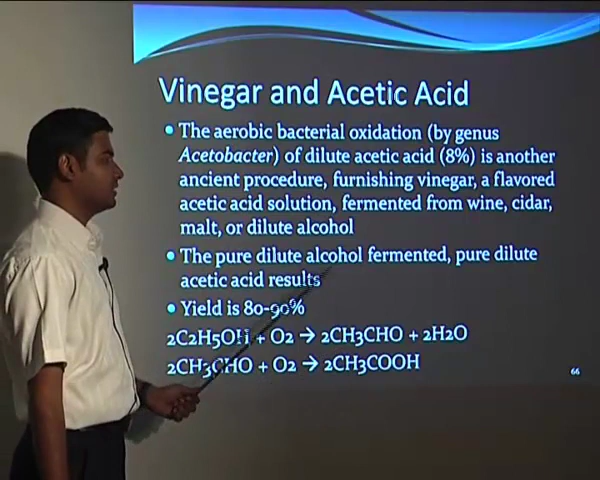 Vinegar and Acetic Acid
• The aerobic bacterial oxidation (by genus
Acetobacter) of dilute acetic acid (8%) is another
ancient procedure, furnishing vinegar, a flavored
acetic acid solution, fermented from wine, cidar,
malt, or dilute alcohol
• The pure dilute alcohol fermented, pure dilute
acetic acid results
• Yield is 80-90%
2C2H5OH + O2 → 2CH3CHO + 2H2O
2CH3CHO + O2 → 2CH3COOH
66